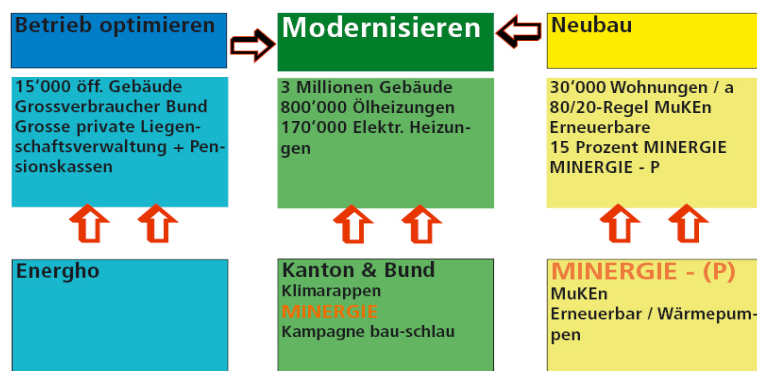 Betrieb optimieren
Modernisieren
Neubau
15’000 öff. Gebäude
Grossverbraucher Bund
Grosse private Liegen-
schaftsverwaltung + Pen-
sionskassen
3 Millionen Gebäude
800’000 Ölheizungen
170’000 Elektr. Heizun-
gen
30’000 Wohnungen / a
80/20-Regel MuKEn
Erneuerbare
15 Prozent MINERGIE
MINERGIE - P
Energho
Kanton & Bund
Klimarappen
MINERGIE
Kampagne bau-schlau
MINERGIE - (P)
MuKEn
Erneuerbar / Wärmepum-
pen